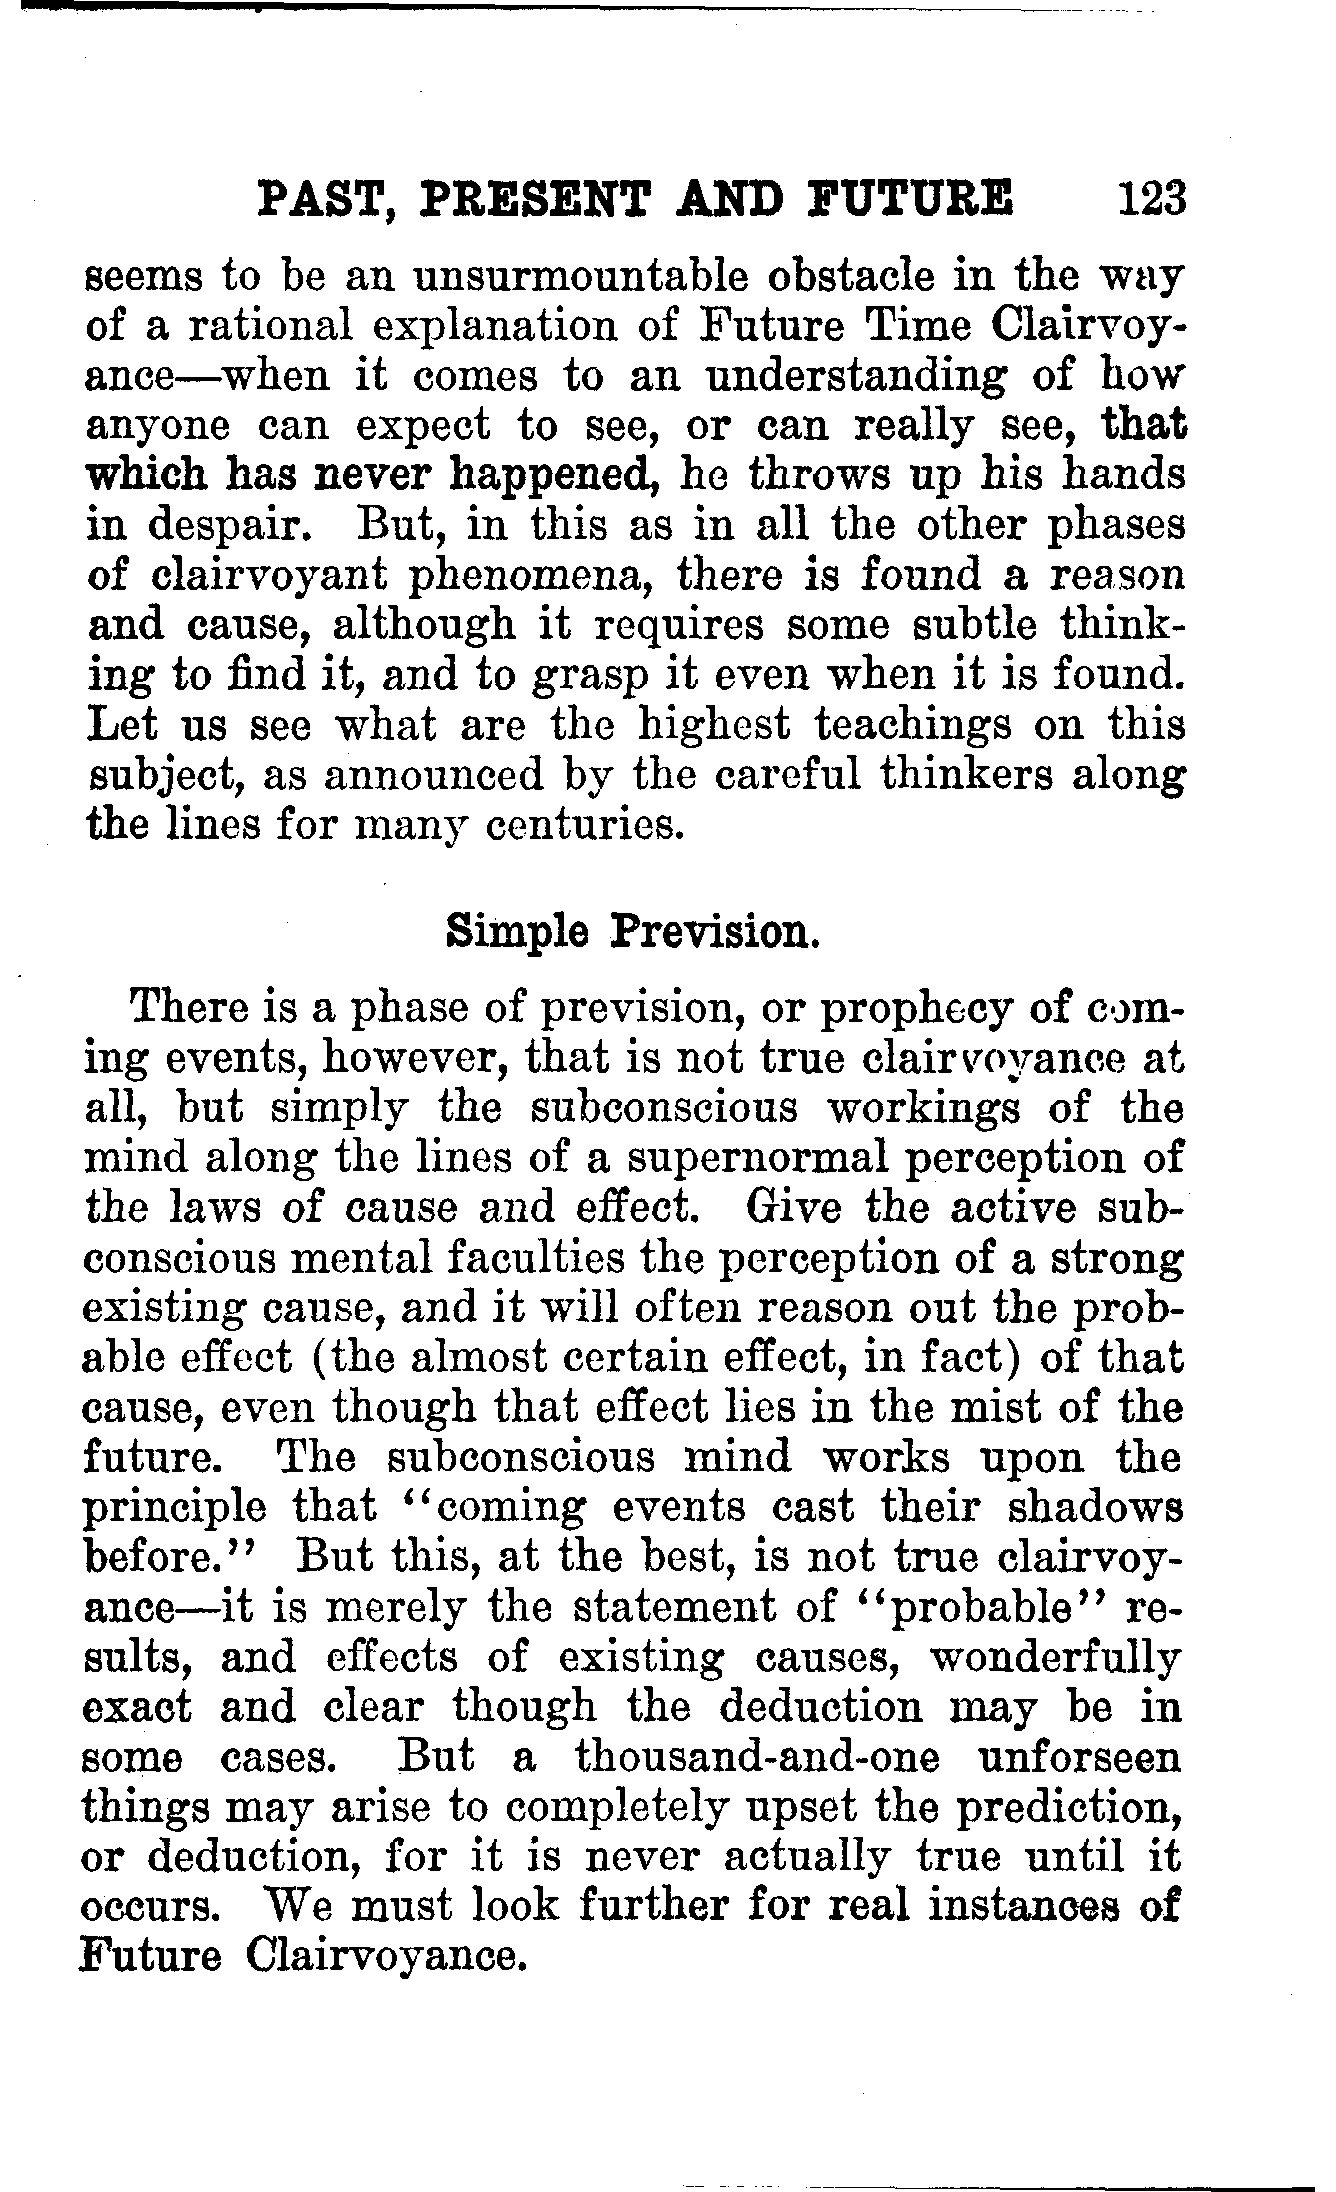 PAST, PRESENT AND FUTURE 123
seems to be an unsurmountable obstacle in the way
of a rational explanation of Future Time Clairvoy-
ance—when it comes to an understanding of how
anyone can expect to see, or can really see, that
which has never happened, he throws up his hands
in despair. But, in this as in all the other phases
of clairvoyant phenomena, there is found a reason
and cause, although it requires some subtle think-
ing to find it, and to grasp it even when it is found.
Let us see what are the highest teachings on this
subject, as announced by the careful thinkers along
the lines for many centuries.
Simple Prevision.
There is a phase of prevision, or prophecy of com-
ing events, however, that is not true clairvoyance at
all, but simply the subconscious workings of the
mind along the lines of a supernormal perception of
the laws of cause and effect. Give the active sub-
conscious mental faculties the perception of a strong
existing cause, and it will often reason out the prob-
able effect (the almost certain effect, in fact) of that
cause, even though that effect lies in the mist of the
future. The subconscious mind works upon the
principle that "coming events cast their shadows
before." But this, at the best, is not true clairvoy-
ance—it is merely the statement of "probable" re-
sults, and effects of existing causes, wonderfully
exact and clear though the deduction may be in
some cases. But a thousand-and-one unforseen
things may arise to completely upset the prediction,
or deduction, for it is never actually true until it
occurs. We must look further for real instances of
Future Clairvoyance.